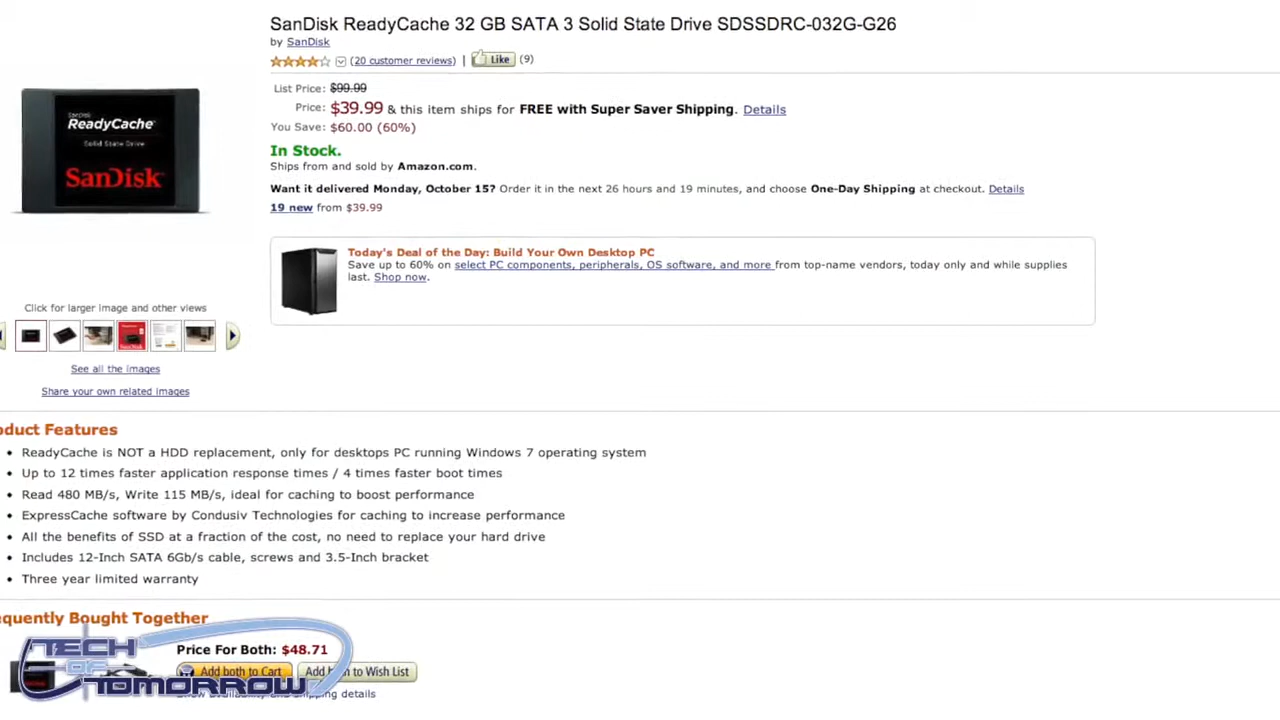 SanDisk ReadyCache 32 GB SATA 3 Solid State Drive SDSSDRC-032G-G26
by SanDisk
(20 customer reviews) | Like (9)
List Price: $99.99
Price: $39.99 & this item ships for FREE with Super Saver Shipping. Details
You Save: $60.00 (60%)
In Stock.
Ships from and sold by Amazon.com.
Want it delivered Monday, October 15? Order it in the next 26 hours and 19 minutes, and choose One-Day Shipping at checkout. Details
19 new from $39.99
SanDisk
ReadyCache
Solid State Drive
SanDisk
Today's Deal of the Day: Build Your Own Desktop PC
Save up to 60% on select PC components, peripherals, OS software, and more from top-name vendors, today only and while supplies
last. Shop now.
Click for larger image and other views
See all the images
Share your own related images
oduct Features
• ReadyCache is NOT a HDD replacement, only for desktops PC running Windows 7 operating system
• Up to 12 times faster application response times / 4 times faster boot times
• Read 480 MB/s, Write 115 MB/s, ideal for caching to boost performance
• ExpressCache software by Condusiv Technologies for caching to increase performance
• All the benefits of SSD at a fraction of the cost, no need to replace your hard drive
• Includes 12-Inch SATA 6Gb/s cable, screws and 3.5-Inch bracket
• Three year limited warranty
equently Bought Together
Price For Both: $48.71
Add both to Cart Add to Wish List
shipping details
TECH
OF
TOMORROW